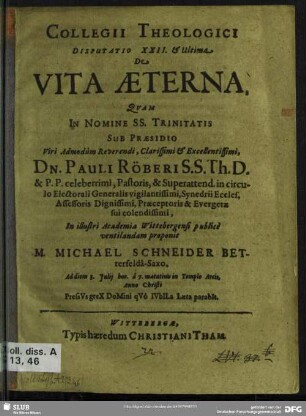 COLLEGII THEOLOGICI
DISPUTATIO XXII. & Ultima
De
VITA ÆTERNA,
QVAM
IN NOMINE SS. TRINITATIS
SUB PRÆSIDIO
Viri Admodùm Reverendi, Clarissimi & Excellentissimi,
DN. PAULI RÖBERI S.S.Th.D.
& P.P. celeberrimi, Pastoris, & Superattend. in circu-
lo Electorali Generalis vigilantissimi, Synedrii Eccles.
Assessoris Dignissimi, Præceptoris & Evergetæ
sui colendissimi,
In illustri Academia Wittebergensi publicè
ventilandam proponit
M. MICHAEL SCHNEIDER BET-
terfeldâ-Saxo,
Ad diem 5. Julij hor. à 7. matutinis in Templo Arcis,
Anno Christi
WITTEBERGÆ,
Typis hæredum CHRISTIANI THAM.
oll. diss. A
13, 46
SLUB
DFG